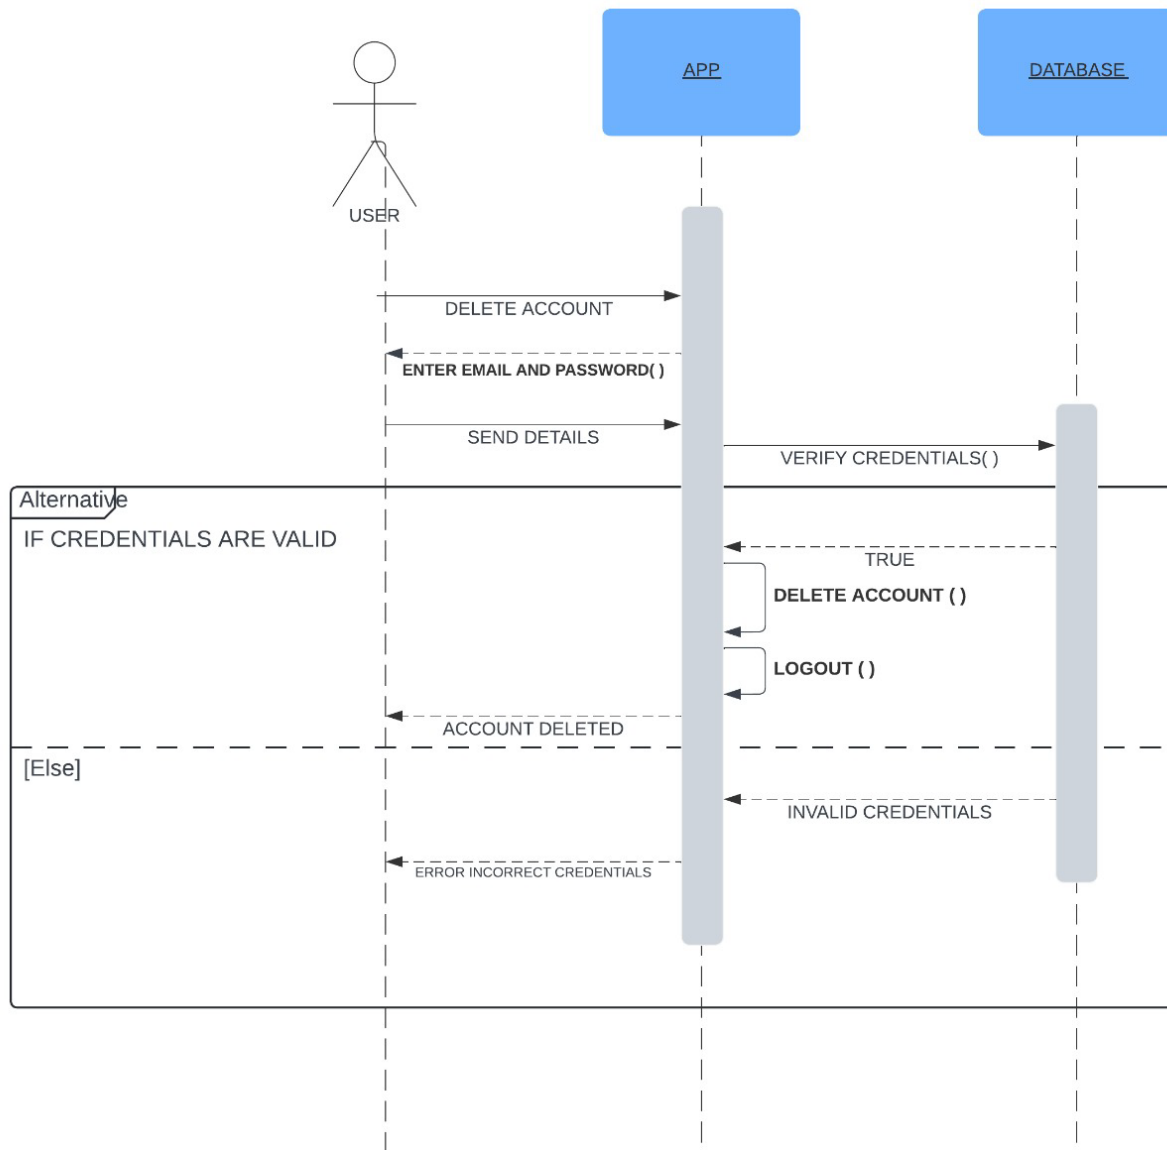 APP
DATABASE
USER
DELETE ACCOUNT
ENTER EMAIL AND PASSWORD( )
SEND DETAILS
VERIFY CREDENTIALS( )
Alternative
IF CREDENTIALS ARE VALID
TRUE
DELETE ACCOUNT ( )
LOGOUT ( )
ACCOUNT DELETED
[Else]
INVALID CREDENTIALS
ERROR INCORRECT CREDENTIALS